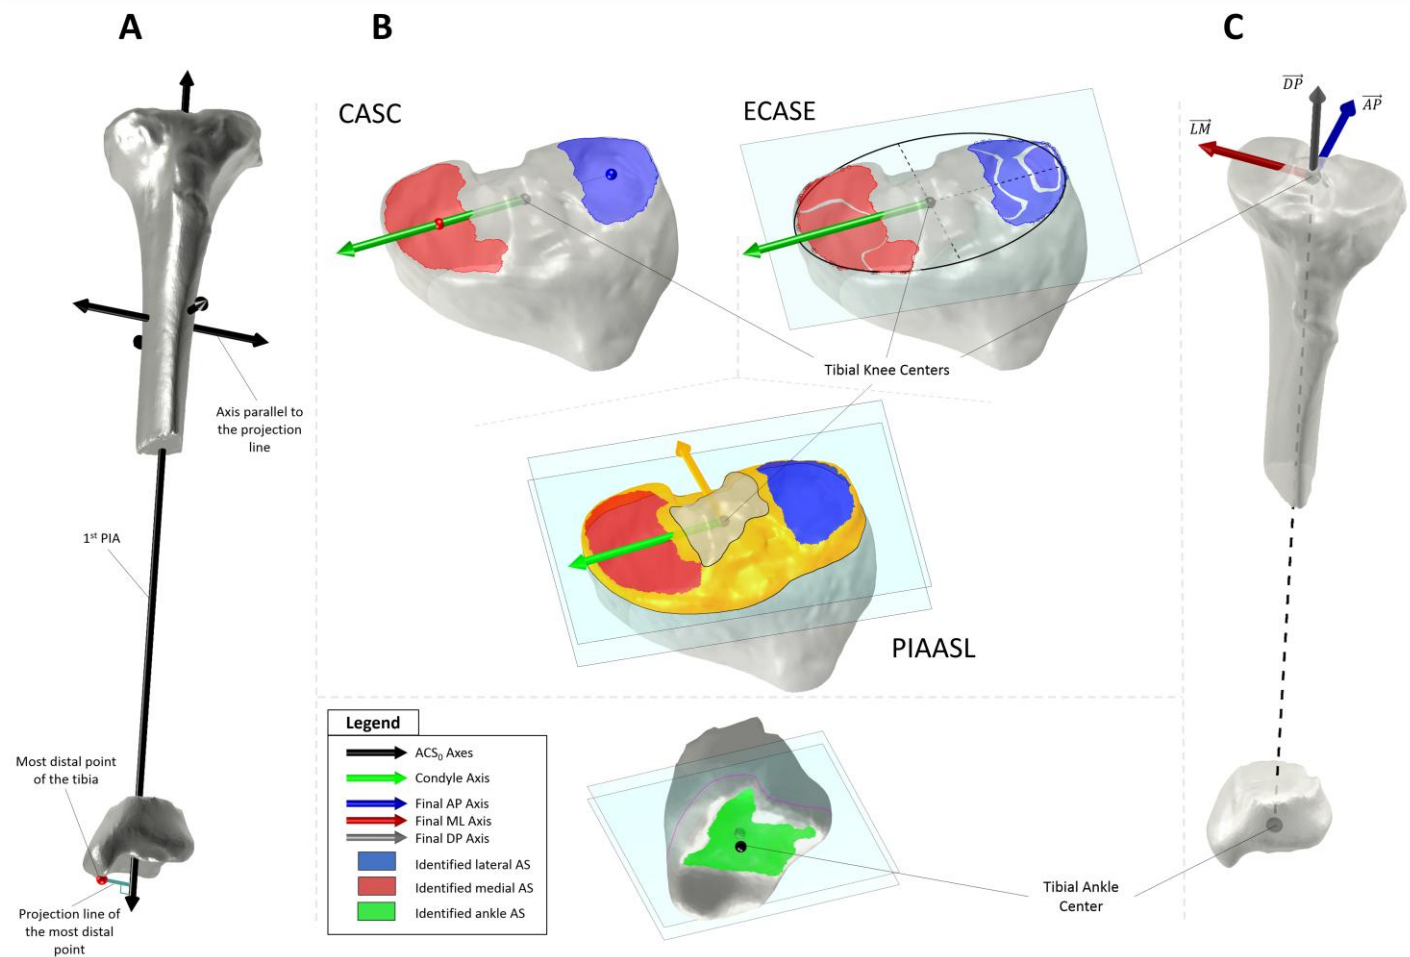 A
B
C
CASC
ECASE
DP
AP
LM
Axis parallel to
the projection
line
Tibial Knee Centers
1st PIA
PIAASL
Most distal point
of the tibia
Projection line of
the most distal
point
Legend
ACS0 Axes
Condyle Axis
Final AP Axis
Final ML Axis
Final DP Axis
Identified lateral AS
Identified medial AS
Identified ankle AS
Tibial Ankle
Center